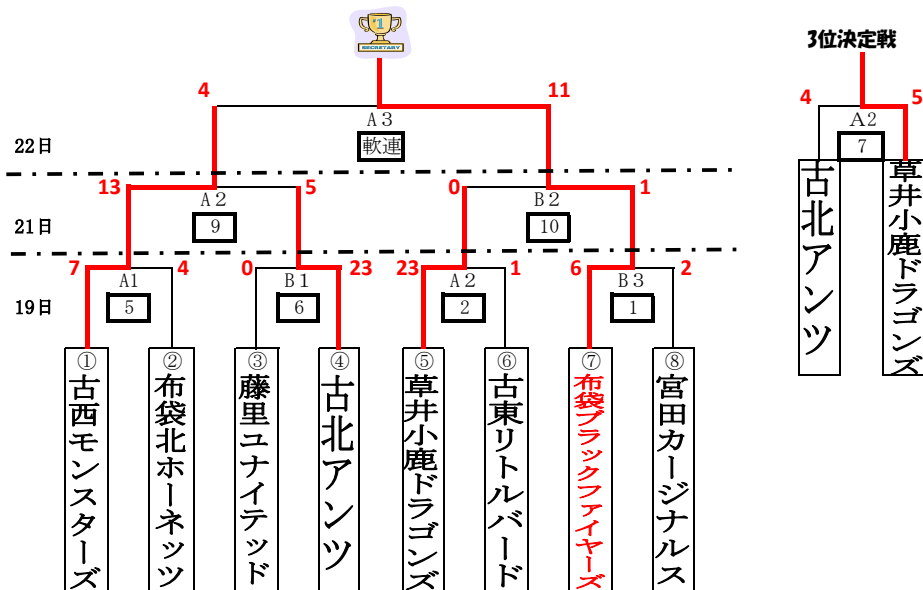 #1
SECRETARY
3位決定戦
4
11
A3
軟連
22日
4
5
A2
7
古北アンツ
草井小鹿ドラゴンズ
13
5
0
1
A2
9
B2
10
21日
7
4
0
23
23
1
6
2
A1
5
B1
6
A2
2
B3
1
19日
①古西モンスターズ
②布袋北ホーネッツ
③藤里ユナイテッド
④古北アンツ
⑤草井小鹿ドラゴンズ
⑥古東リトルバード
⑦布袋ブラックファイヤーズ
⑧宮田カージナルス